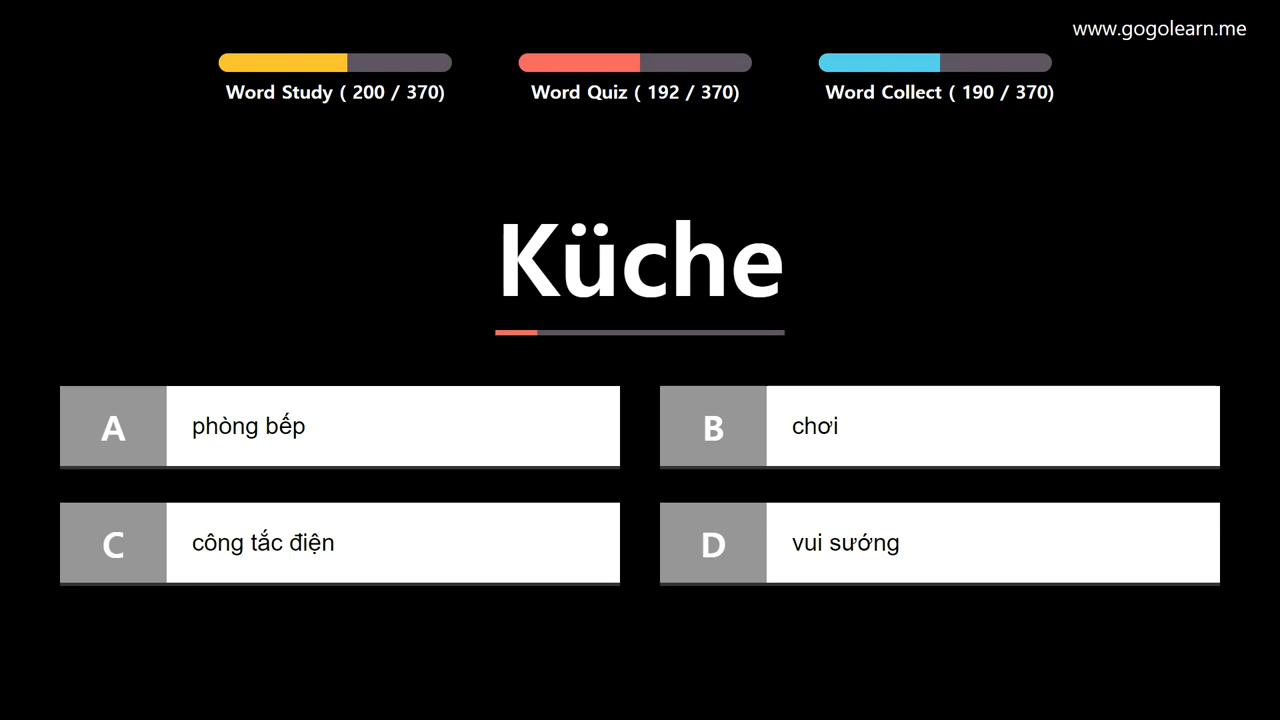 www.gogolearn.me
Word Study ( 200 / 370)
Word Quiz ( 192 / 370)
Word Collect ( 190 / 370)
Küche
A
phòng bếp
B
chơi
C
công tắc điện
D
vui sướng